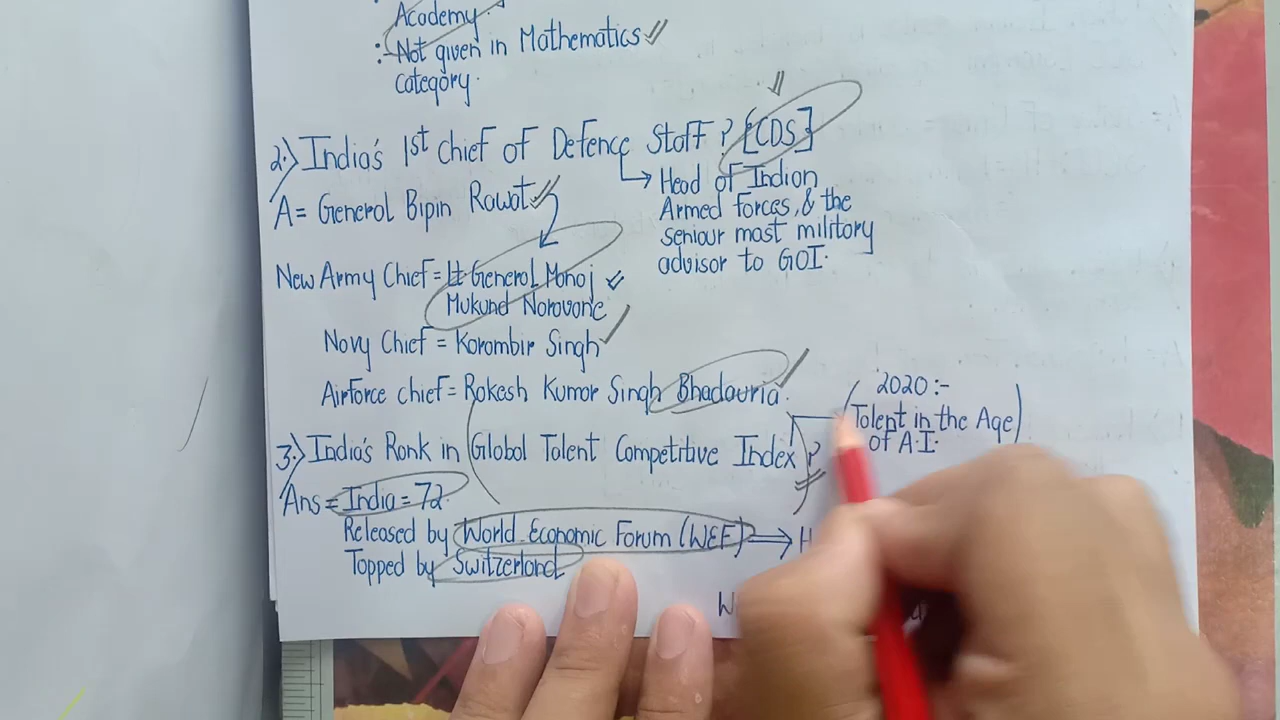 Academy.
:- Not given in Mathematics
category.
2.) India's 1st chief of Defence Staff? [CDS]
→ Head of Indian
Armed forces, & the
seniour most military
advisor to GOI.
A = General Bipin Rawat
New Army Chief = Lt General Manoj
Mukund Naravane
Navy Chief = Karambir Singh
Airforce chief = Rakesh Kumar Singh Bhadauria.
2020:-
Talent in the Age
of A.I.
3.) India's Rank in Global Talent Competitive Index?
Ans = India = 72.
Released by World Economic Forum (WEF) ⇒ H
Topped by Switzerland